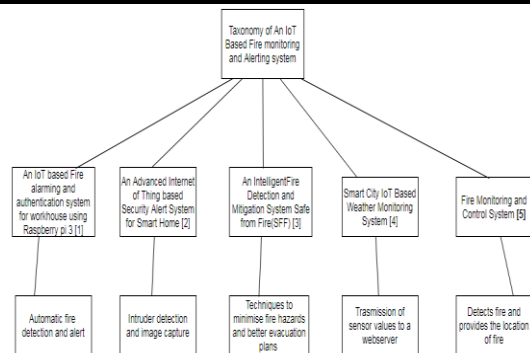 Taxonomy of An IoT
Based Fire monitoring
and Alerting system
An IoT based Fire
alarming and
authentication system
for workhouse using
Raspberry pi 3 [1]
An Advanced Internet
of Thing based
Security Alert System
for Smart Home [2]
An IntelligentFire
Detection and
Mitigation System Safe
from Fire(SFF) [3]
Smart City IoT Based
Weather Monitoring
System [4]
Fire Monitoring and
Control System [5]
Automatic fire
detection and alert
Intruder detection
and image capture
Techniques to
minimise fire hazards
and better evacuation
plans
Trasmission of
sensor values to a
webserver
Detects fire and
provides the location
of fire